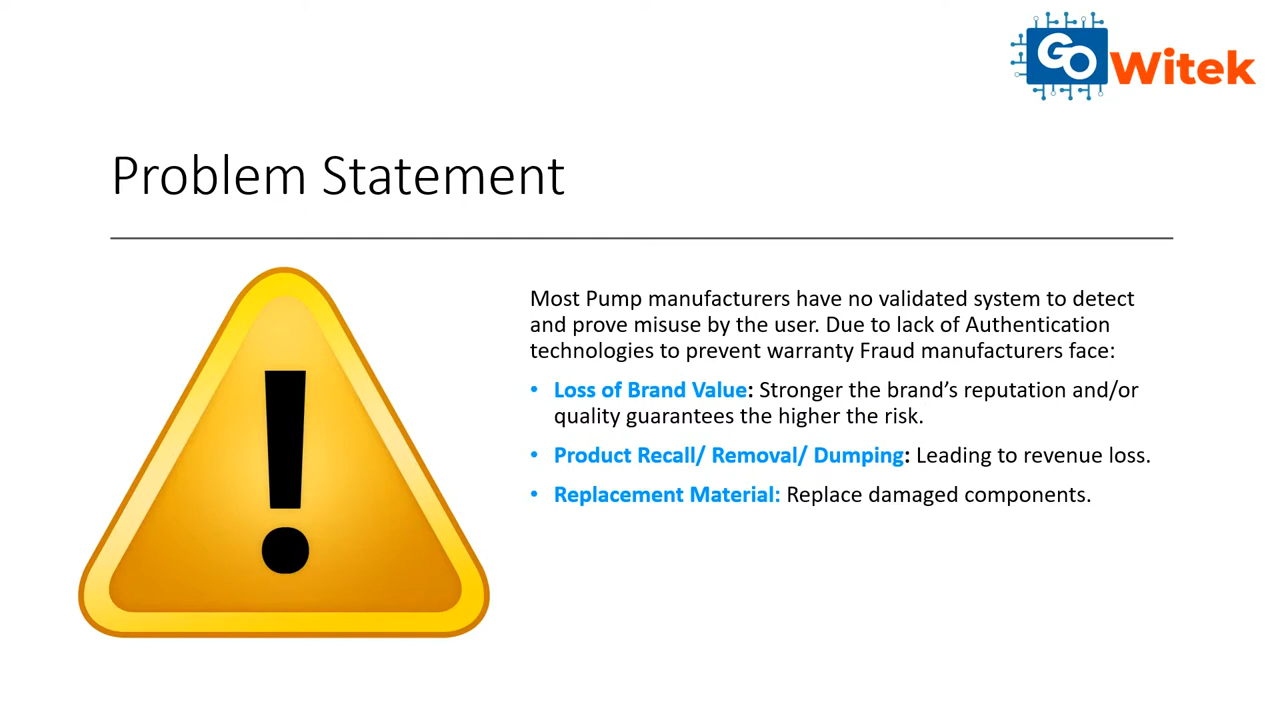 GO Witek
Problem Statement
Most Pump manufacturers have no validated system to detect
and prove misuse by the user. Due to lack of Authentication
technologies to prevent warranty Fraud manufacturers face:
• Loss of Brand Value: Stronger the brand’s reputation and/or
quality guarantees the higher the risk.
• Product Recall/ Removal/ Dumping: Leading to revenue loss.
• Replacement Material: Replace damaged components.